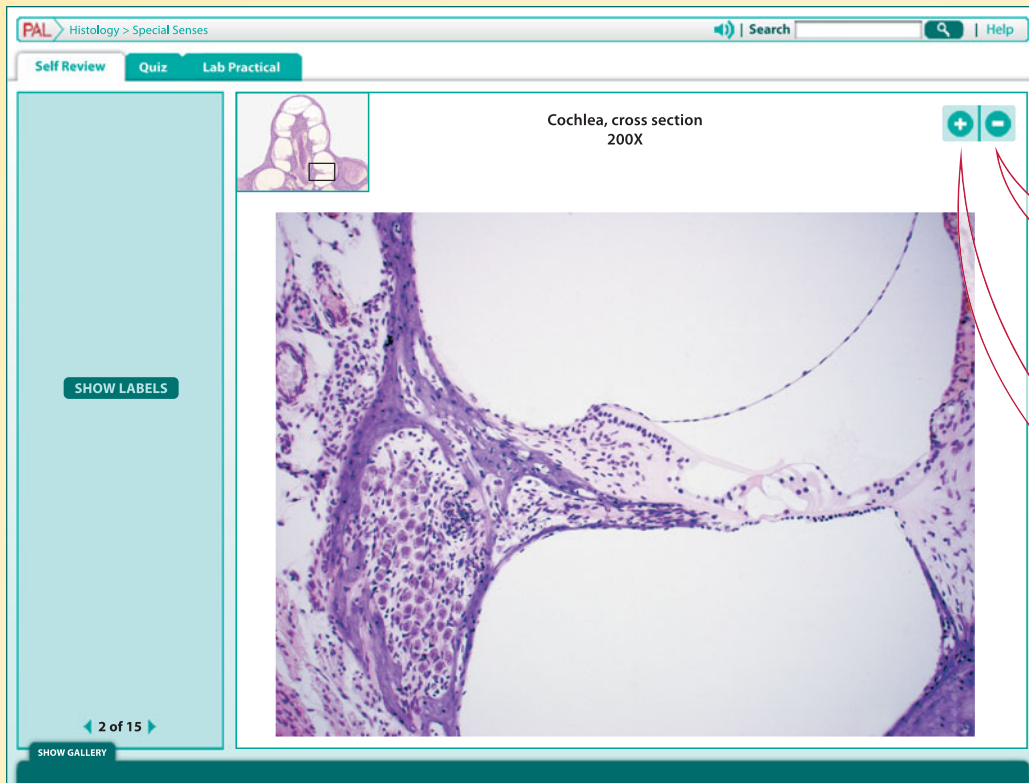 PAL Histology > Special Senses | Search | Help
Self Review Quiz Lab Practical
Cochlea, cross section
200X
SHOW LABELS
2 of 15
SHOW GALLERY